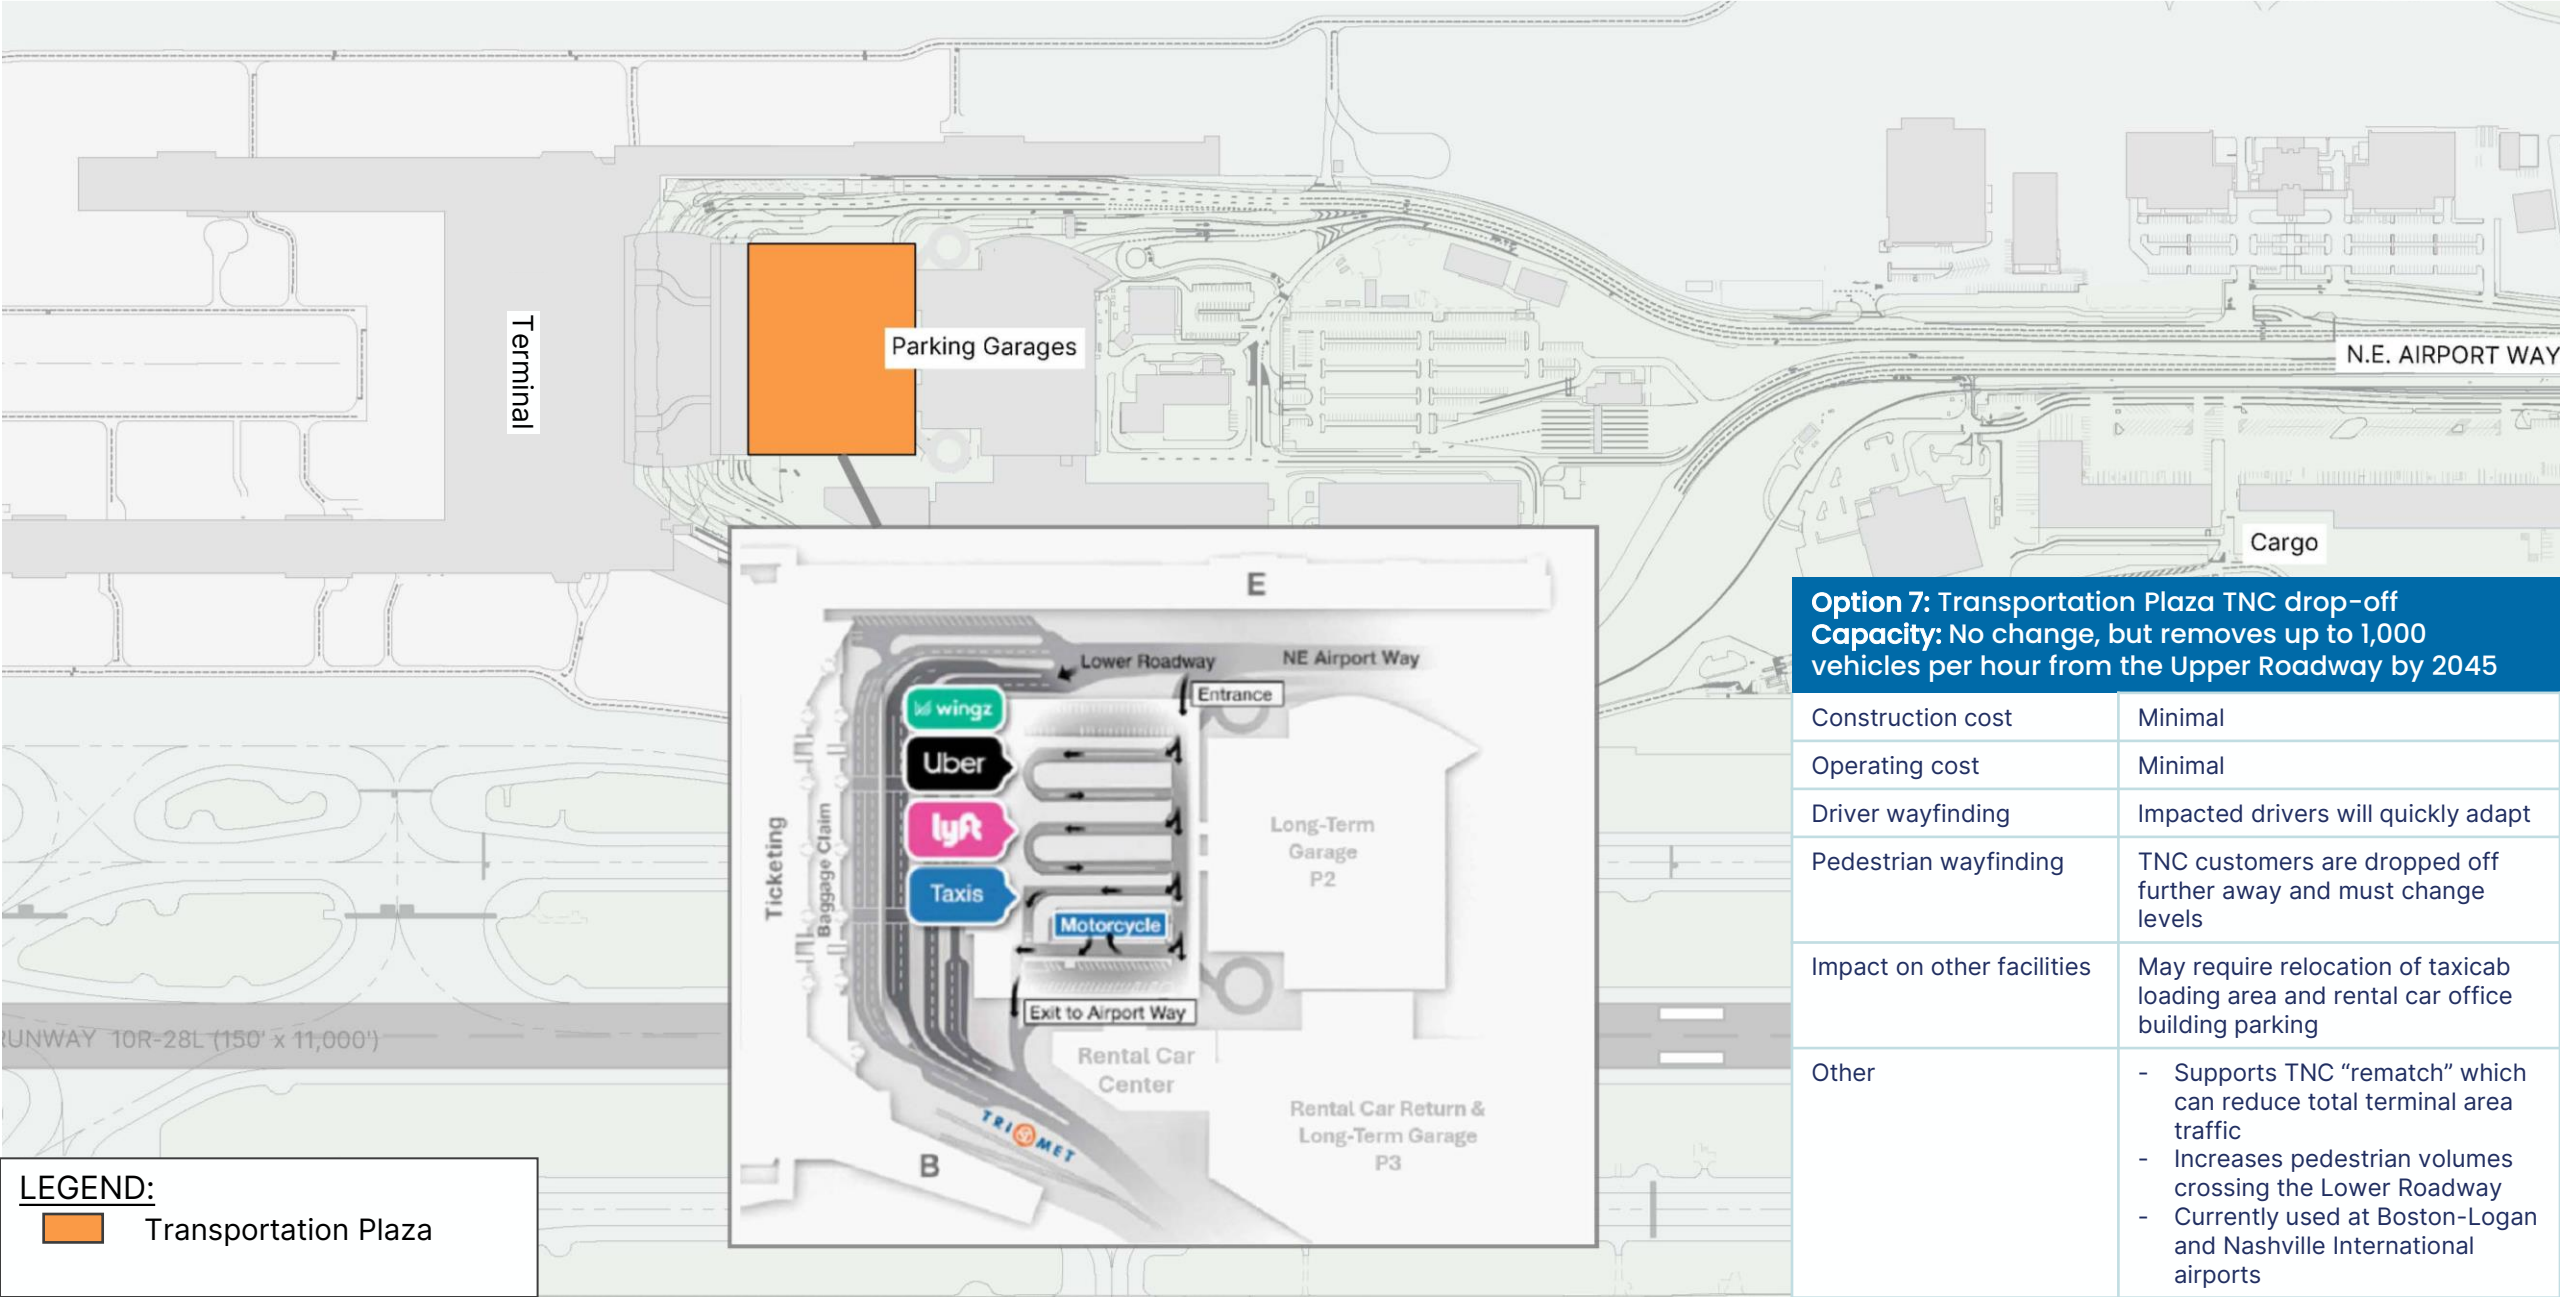 Terminal
Parking Garages
N.E. AIRPORT WAY
Cargo
RUNWAY 10R-28L (150' x 11,000')
E
Lower Roadway
NE Airport Way
Entrance
wingz
Uber
lyft
Taxis
Motorcycle
Ticketing
Baggage Claim
Long-Term
Garage
P2
Exit to Airport Way
Rental Car
Center
Rental Car Return &
Long-Term Garage
P3
TRI MET
B
LEGEND:
Transportation Plaza
Option 7: Transportation Plaza TNC drop-off
Capacity: No change, but removes up to 1,000
vehicles per hour from the Upper Roadway by 2045
Construction cost
Minimal
Operating cost
Minimal
Driver wayfinding
Impacted drivers will quickly adapt
Pedestrian wayfinding
TNC customers are dropped off
further away and must change
levels
Impact on other facilities
May require relocation of taxicab
loading area and rental car office
building parking
Other
- Supports TNC “rematch” which
can reduce total terminal area
traffic
- Increases pedestrian volumes
crossing the Lower Roadway
- Currently used at Boston-Logan
and Nashville International
airports